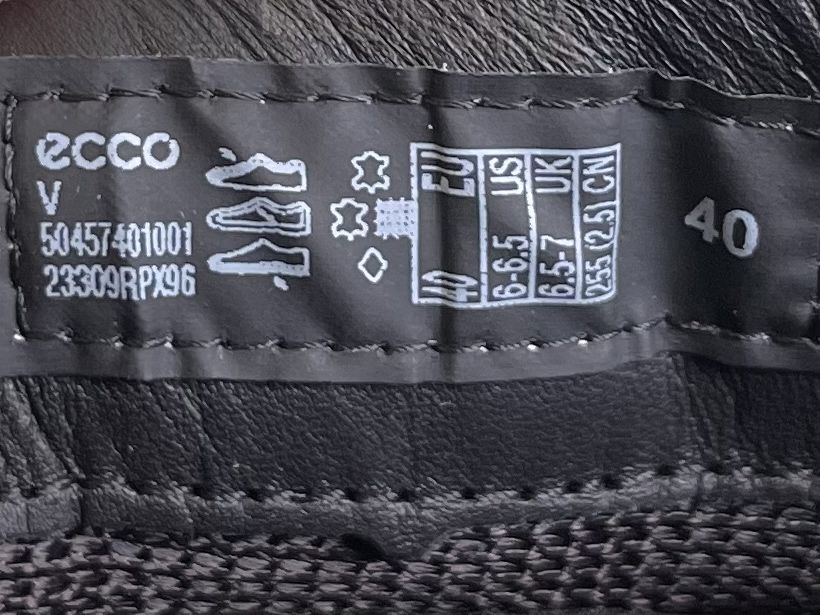 ecco
V
50457401001
23309RPX96
40 EU
6-6.5 US
6.5-7 UK
255 (2.5) CN
40